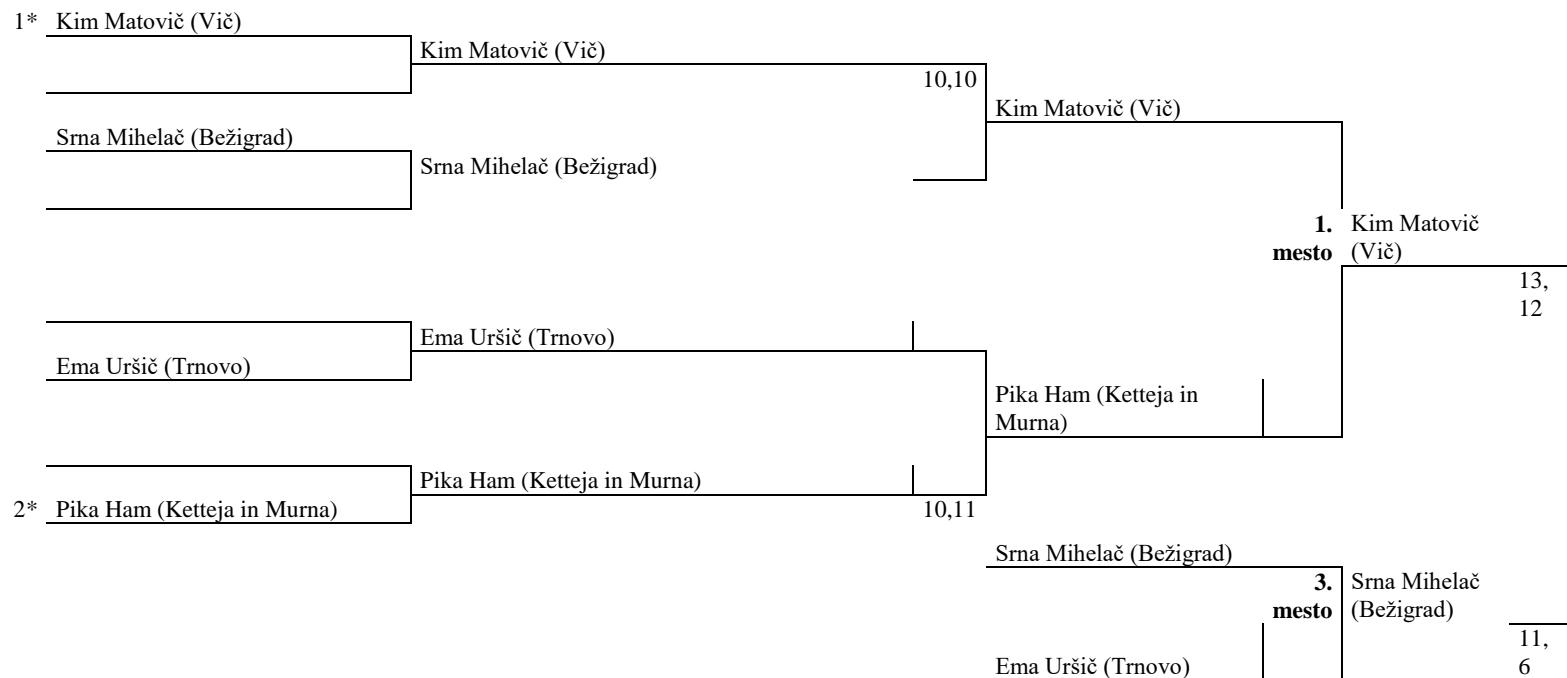 1* Kim Matovič (Vič)
Kim Matovič (Vič)
10,10
Kim Matovič (Vič)
Srna Mihelač (Bežigrad)
Srna Mihelač (Bežigrad)
1. Kim Matovič
mesto (Vič)
13,
12
Ema Uršič (Trnovo)
Ema Uršič (Trnovo)
Pika Ham (Ketteja in
Murna)
Pika Ham (Ketteja in Murna)
2* Pika Ham (Ketteja in Murna)
10,11
Srna Mihelač (Bežigrad)
3. Srna Mihelač
mesto (Bežigrad)
11,
Ema Uršič (Trnovo)
6